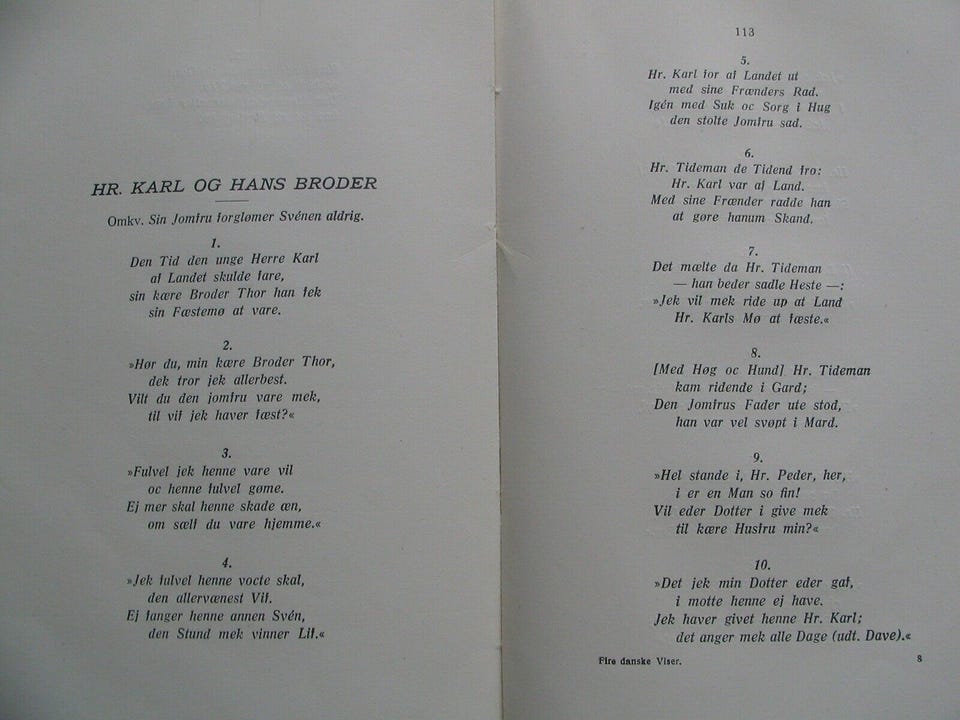 HR. KARL OG HANS BRODER
Omkv. Sin Jomfru forglømer Svénen aldrig.
1.
Den Tid den unge Herre Karl
af Landet skulde fare,
sin kære Broder Thor han fek
sin Fæstemø at vare.
2.
»Hør du, min kære Broder Thor,
dek tror jek allerbest.
Vilt du den jomfru vare mek,
til vif jek haver fæst?«
3.
»Fulvel jek henne vare vil
oc henne fulvel gøme.
Ej mer skal henne skade æn,
om sælf du vare hjemme.«
4.
»Jek fulvel henne vocte skal,
den allervænest Vif.
Ej fanger henne annen Svén,
den Stund mek vinner Lif.«
113
5.
Hr. Karl for af Landet ut
med sine Frænders Rad.
Igén med Suk oc Sorg i Hug
den stolte Jomfru sad.
6.
Hr. Tideman de Tidend fro:
Hr. Karl var af Land.
Med sine Frænder radde han
at gøre hanum Skand.
7.
Det mælte da Hr. Tideman
— han beder sadle Heste —:
»Jek vil mek ride up at Land
Hr. Karls Mø at fæste.«
8.
[Med Høg oc Hund] Hr. Tideman
kam ridende i Gard;
Den Jomfrus Fader ute stod,
han var vel svøpt i Mard.
9.
»Hel stande i, Hr. Peder, her,
i er en Man so fin!
Vil eder Dotter i give mek
til kære Husfru min?«
10.
»Det jek min Dotter eder gaf,
i motte henne ej have.
Jek haver givet henne Hr. Karl;
det anger mek alle Dage (udt. Dave).«
Fire danske Viser.
8